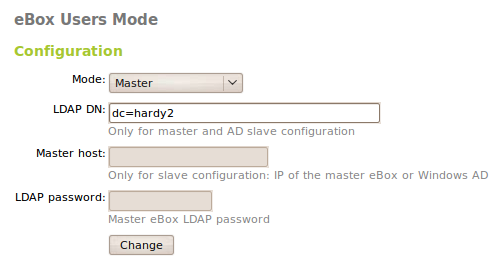 eBox Users Mode
Configuration
Mode: Master
LDAP DN: dc=hardy2
Only for master and AD slave configuration
Master host:
Only for slave configuration: IP of the master eBox or Windows AD
LDAP password:
Master eBox LDAP password
Change